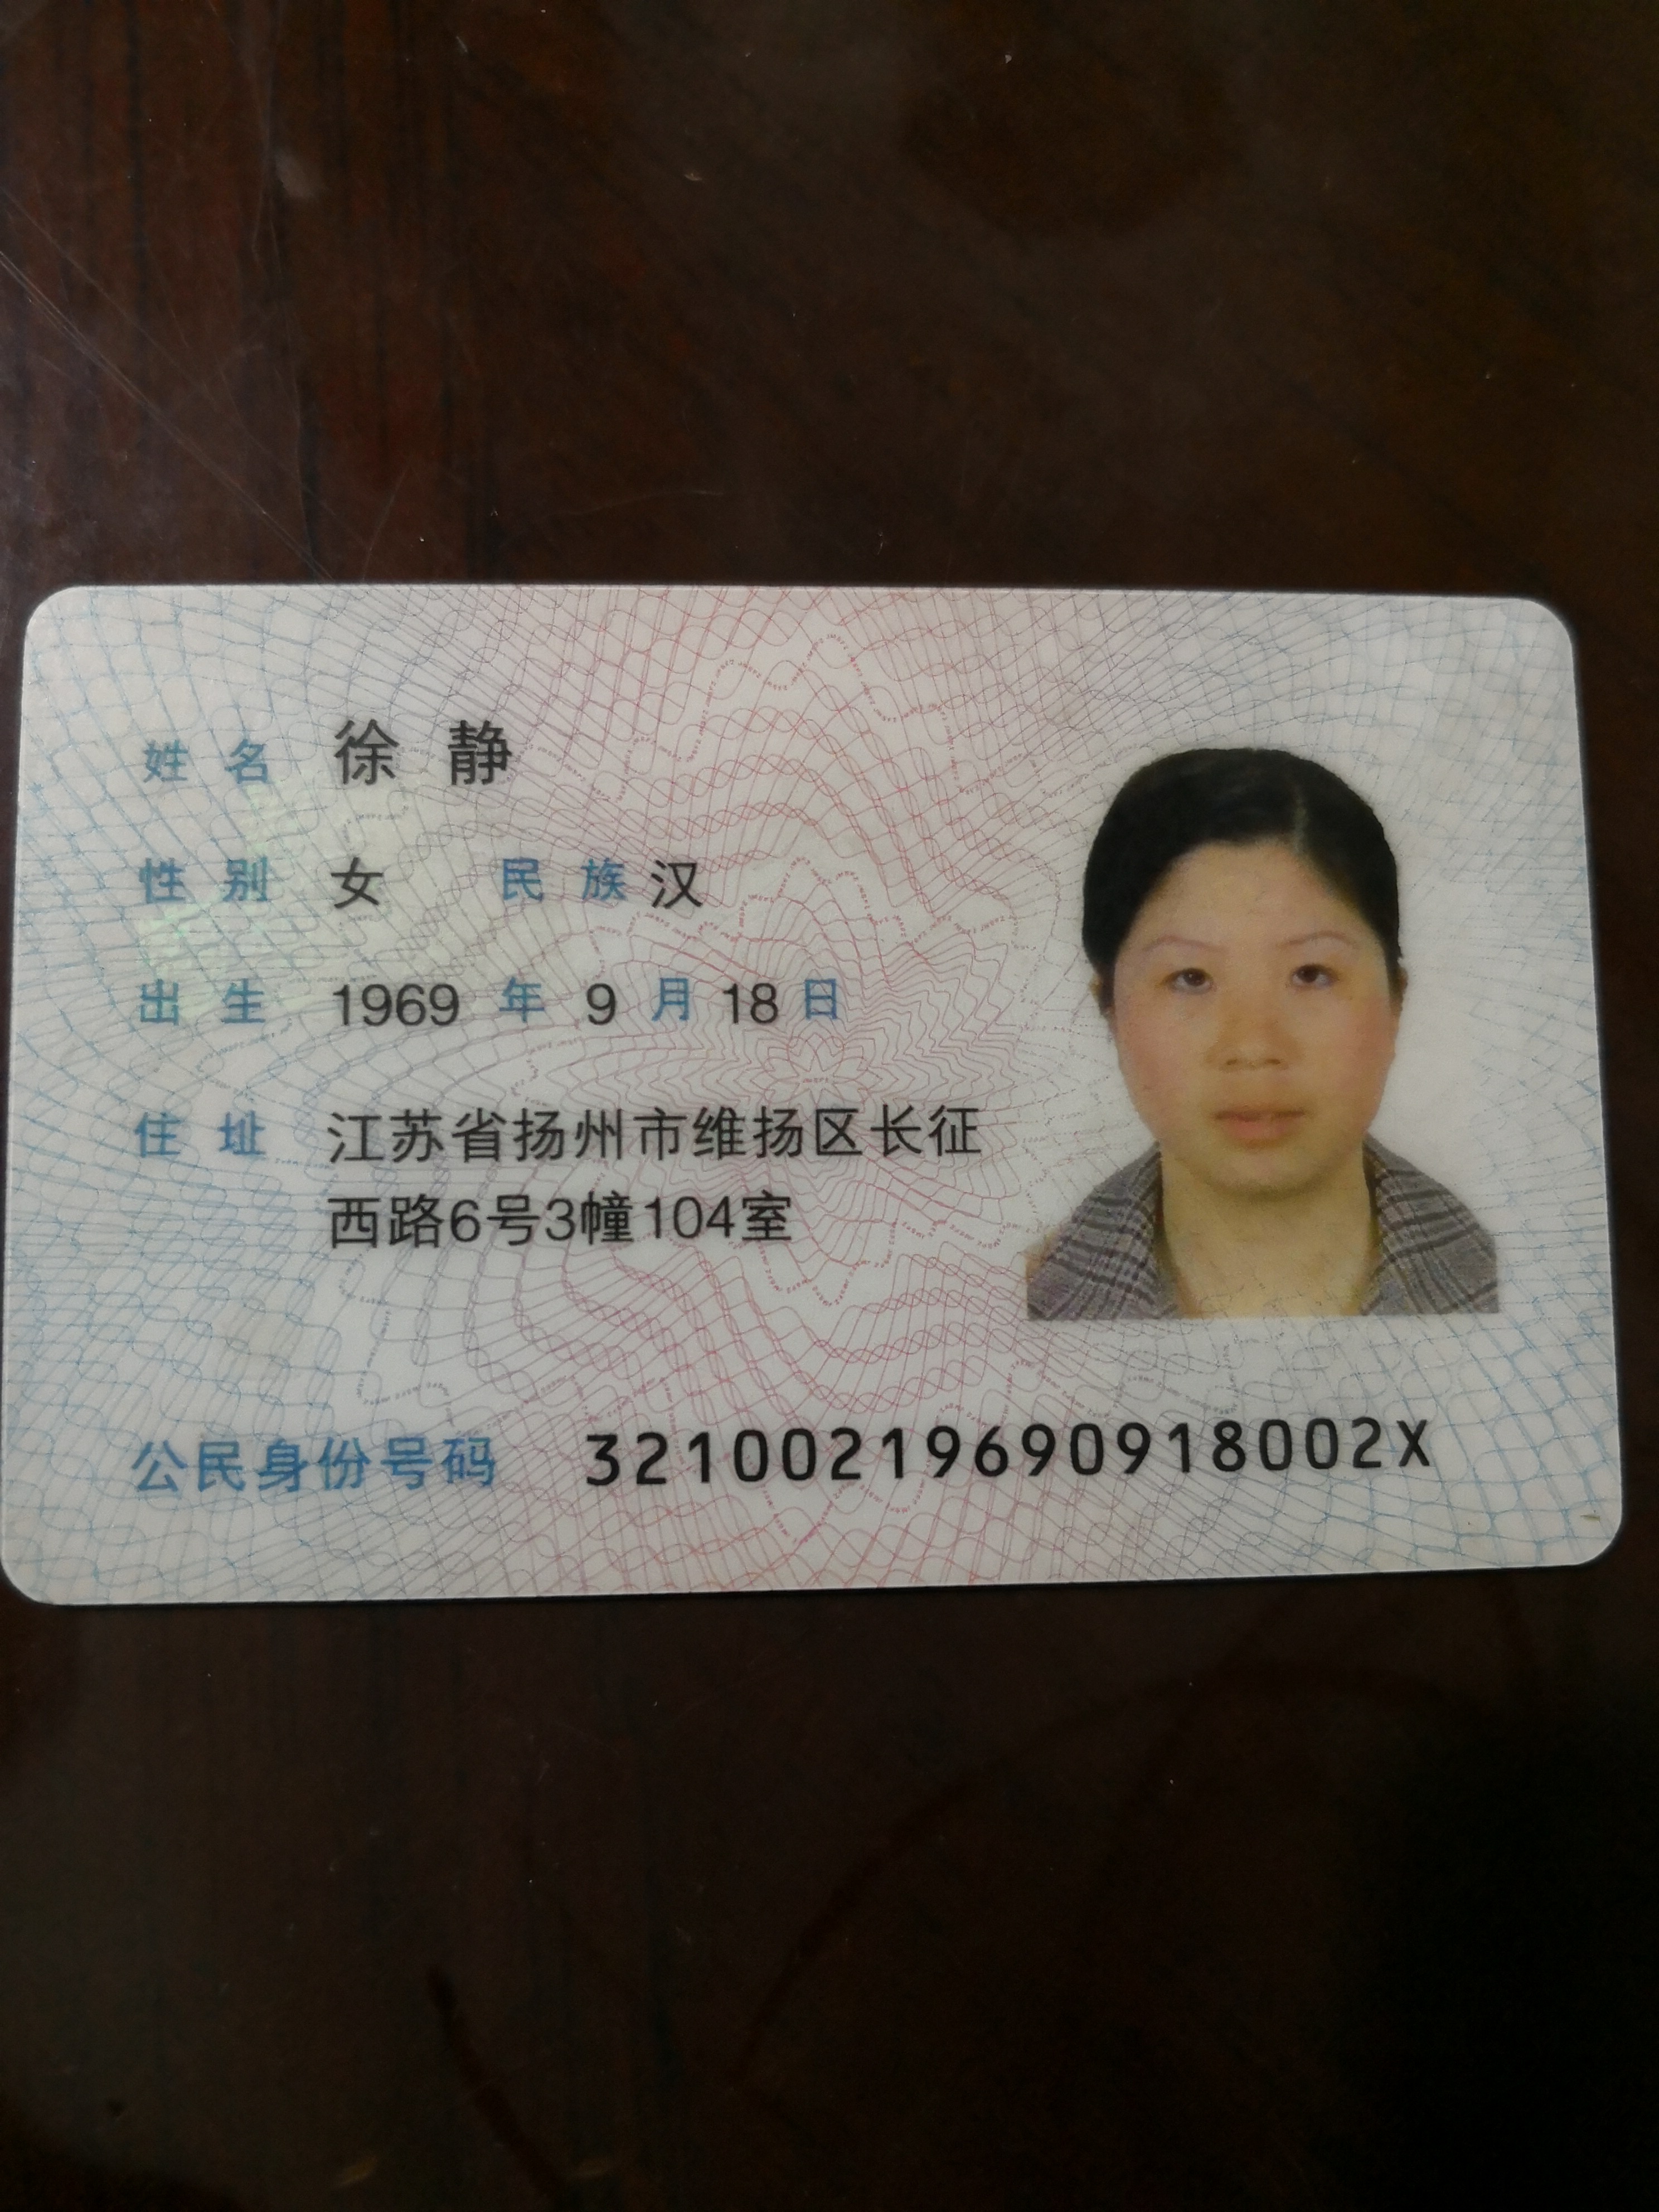 姓名 徐静
性别 女 民族 汉
出生 1969 年 9 月 18 日
住址 江苏省扬州市维扬区长征
西路6号3幢104室
公民身份号码 32100219690918002X